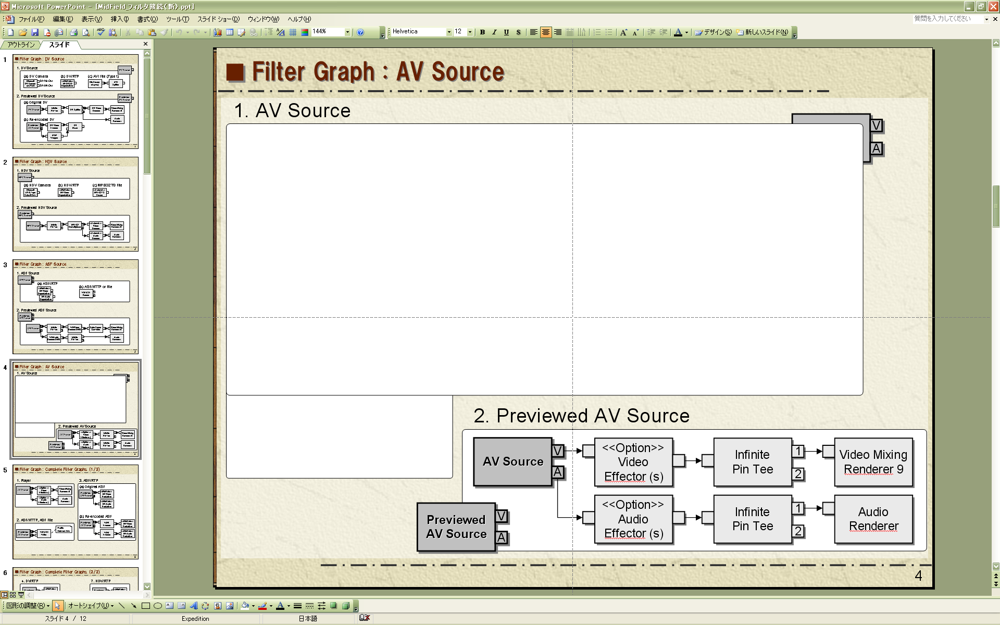 Microsoft PowerPoint - [MidField_フィルタ接続(新).ppt]
ファイル(F) 編集(E) 表示(V) 挿入(I) 書式(O) ツール(T) スライド ショー(D) ウィンドウ(W) ヘルプ(H)
質問を入力してください
144%
Helvetica
12
B I U S
A A
A
デザイン(S)
新しいスライド(N)
アウトライン
スライド
1
Filter Graph : DV Source
1. DV Source
(a) DV Camera
(b) DV/RTP
(c) AVI File (Type 1)
2. Previewed DV Source
(a) Original DV
(b) Re-encoded DV
2
Filter Graph : HDV Source
1. HDV Source
(a) HDV Camera
(b) HDV/RTP
(c) MPEG2TS File
2. Previewed HDV Source
3
Filter Graph : ASF Source
1. ASF Source
(a) ASF/RTP
(b) ASF/HTTP or File
2. Previewed ASF Source
4
Filter Graph : AV Source
1. AV Source
2. Previewed AV Source
5
Filter Graph : Complete Filter Graphs (1/2)
1. Player
3. ASF/RTP
(a) Original ASF
2. ASF/HTTP, ASF File
(b) Re-encoded ASF
6
Filter Graph : Complete Filter Graphs (2/2)
4. DV/RTP
7. HDV/RTP
Filter Graph : AV Source
1. AV Source
V
A
2. Previewed AV Source
AV Source
V
A
<<Option>>
Video
Effector (s)
Infinite
Pin Tee
1
2
Video Mixing
Renderer 9
<<Option>>
Audio
Effector (s)
Infinite
Pin Tee
1
2
Audio
Renderer
Previewed
AV Source
V
A
4
図形の調整(R)
オートシェイプ(U)
スライド 4 / 12
Expedition
日本語